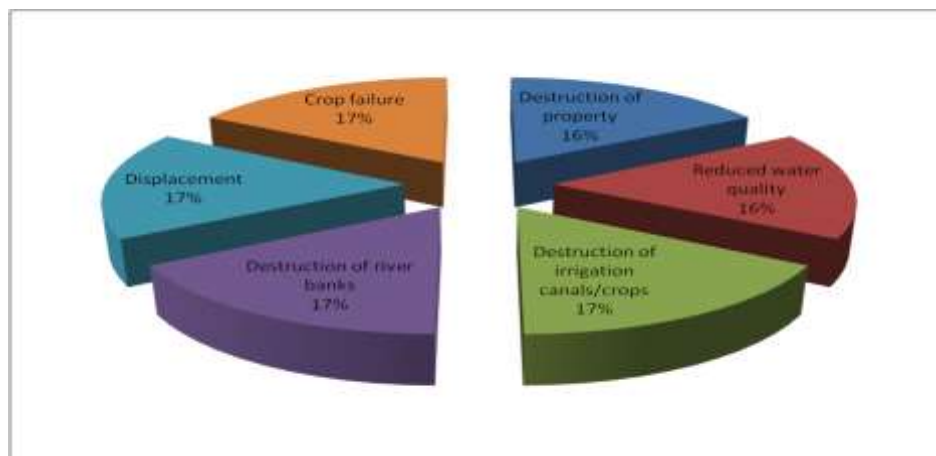 Crop failure
17%
Destruction of
property
16%
Displacement
17%
Reduced water
quality
16%
Destruction of river
banks
17%
Destruction of
irrigation
canals/crops
17%